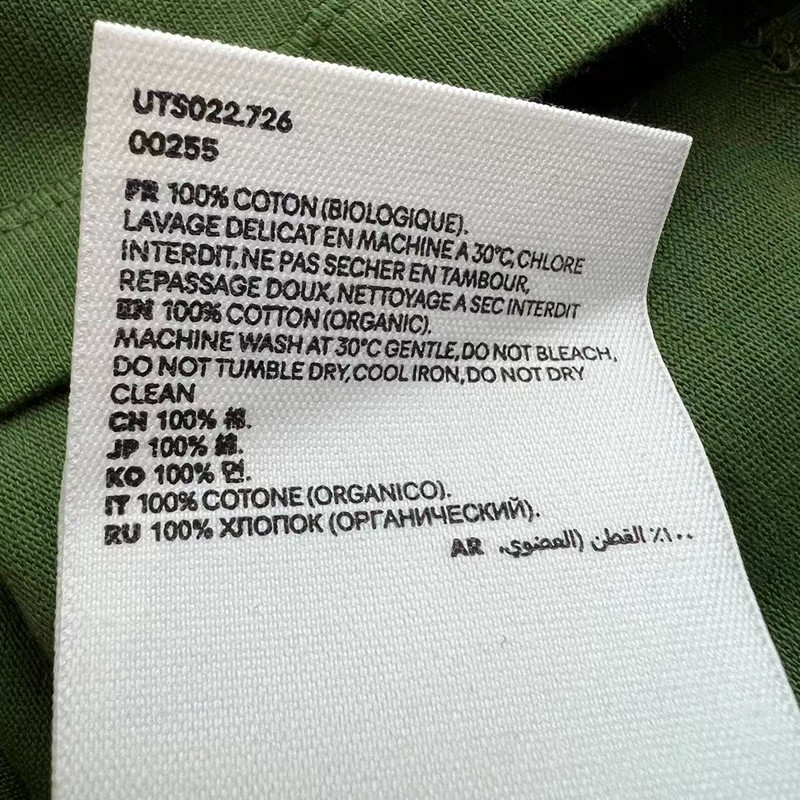 UTS022.726
00255
FR 100% COTON (BIOLOGIQUE).
LAVAGE DELICAT EN MACHINE A 30°C, CHLORE
INTERDIT, NE PAS SECHER EN TAMBOUR,
REPASSAGE DOUX, NETTOYAGE A SEC INTERDIT
EN 100% COTTON (ORGANIC).
MACHINE WASH AT 30°C GENTLE, DO NOT BLEACH,
DO NOT TUMBLE DRY, COOL IRON, DO NOT DRY
CLEAN
CH 100% 棉.
JP 100% 綿.
KO 100% 면.
IT 100% COTONE (ORGANICO).
RU 100% ХЛОПОК (ОРГАНИЧЕСКИЙ).
١٠٠٪ القطن (العضوي. AR